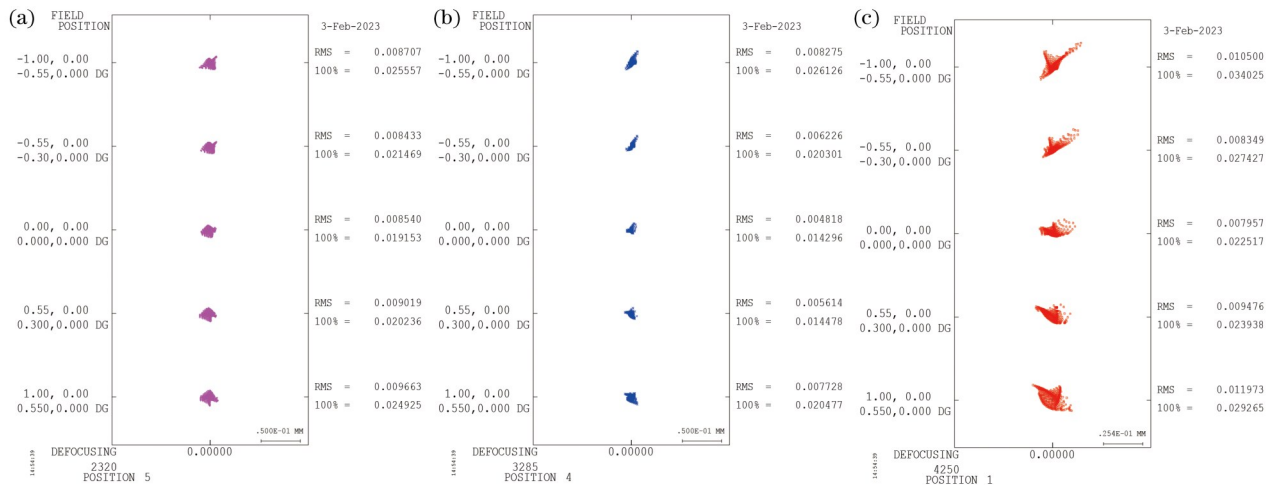 (a)
FIELD
POSITION
3-Feb-2023
-1.00, 0.00
-0.55,0.000 DG
RMS = 0.008707
100% = 0.025557
-0.55, 0.00
-0.30,0.000 DG
RMS = 0.008433
100% = 0.021469
0.00, 0.00
0.000,0.000 DG
RMS = 0.008540
100% = 0.019153
0.55, 0.00
0.300,0.000 DG
RMS = 0.009019
100% = 0.020236
1.00, 0.00
0.550,0.000 DG
RMS = 0.009663
100% = 0.024925
.500E-01 MM
14:54:39
DEFOCUSING 0.00000
2320
POSITION 5
(b)
FIELD
POSITION
3-Feb-2023
-1.00, 0.00
-0.55,0.000 DG
RMS = 0.008275
100% = 0.026126
-0.55, 0.00
-0.30,0.000 DG
RMS = 0.006226
100% = 0.020301
0.00, 0.00
0.000,0.000 DG
RMS = 0.004818
100% = 0.014296
0.55, 0.00
0.300,0.000 DG
RMS = 0.005614
100% = 0.014478
1.00, 0.00
0.550,0.000 DG
RMS = 0.007728
100% = 0.020477
.500E-01 MM
14:54:39
DEFOCUSING 0.00000
3285
POSITION 4
(c)
FIELD
POSITION
3-Feb-2023
-1.00, 0.00
-0.55,0.000 DG
RMS = 0.010500
100% = 0.034025
-0.55, 0.00
-0.30,0.000 DG
RMS = 0.008349
100% = 0.027427
0.00, 0.00
0.000,0.000 DG
RMS = 0.007957
100% = 0.022517
0.55, 0.00
0.300,0.000 DG
RMS = 0.009476
100% = 0.023938
1.00, 0.00
0.550,0.000 DG
RMS = 0.011973
100% = 0.029265
.254E-01 MM
14:54:39
DEFOCUSING 0.00000
4250
POSITION 1